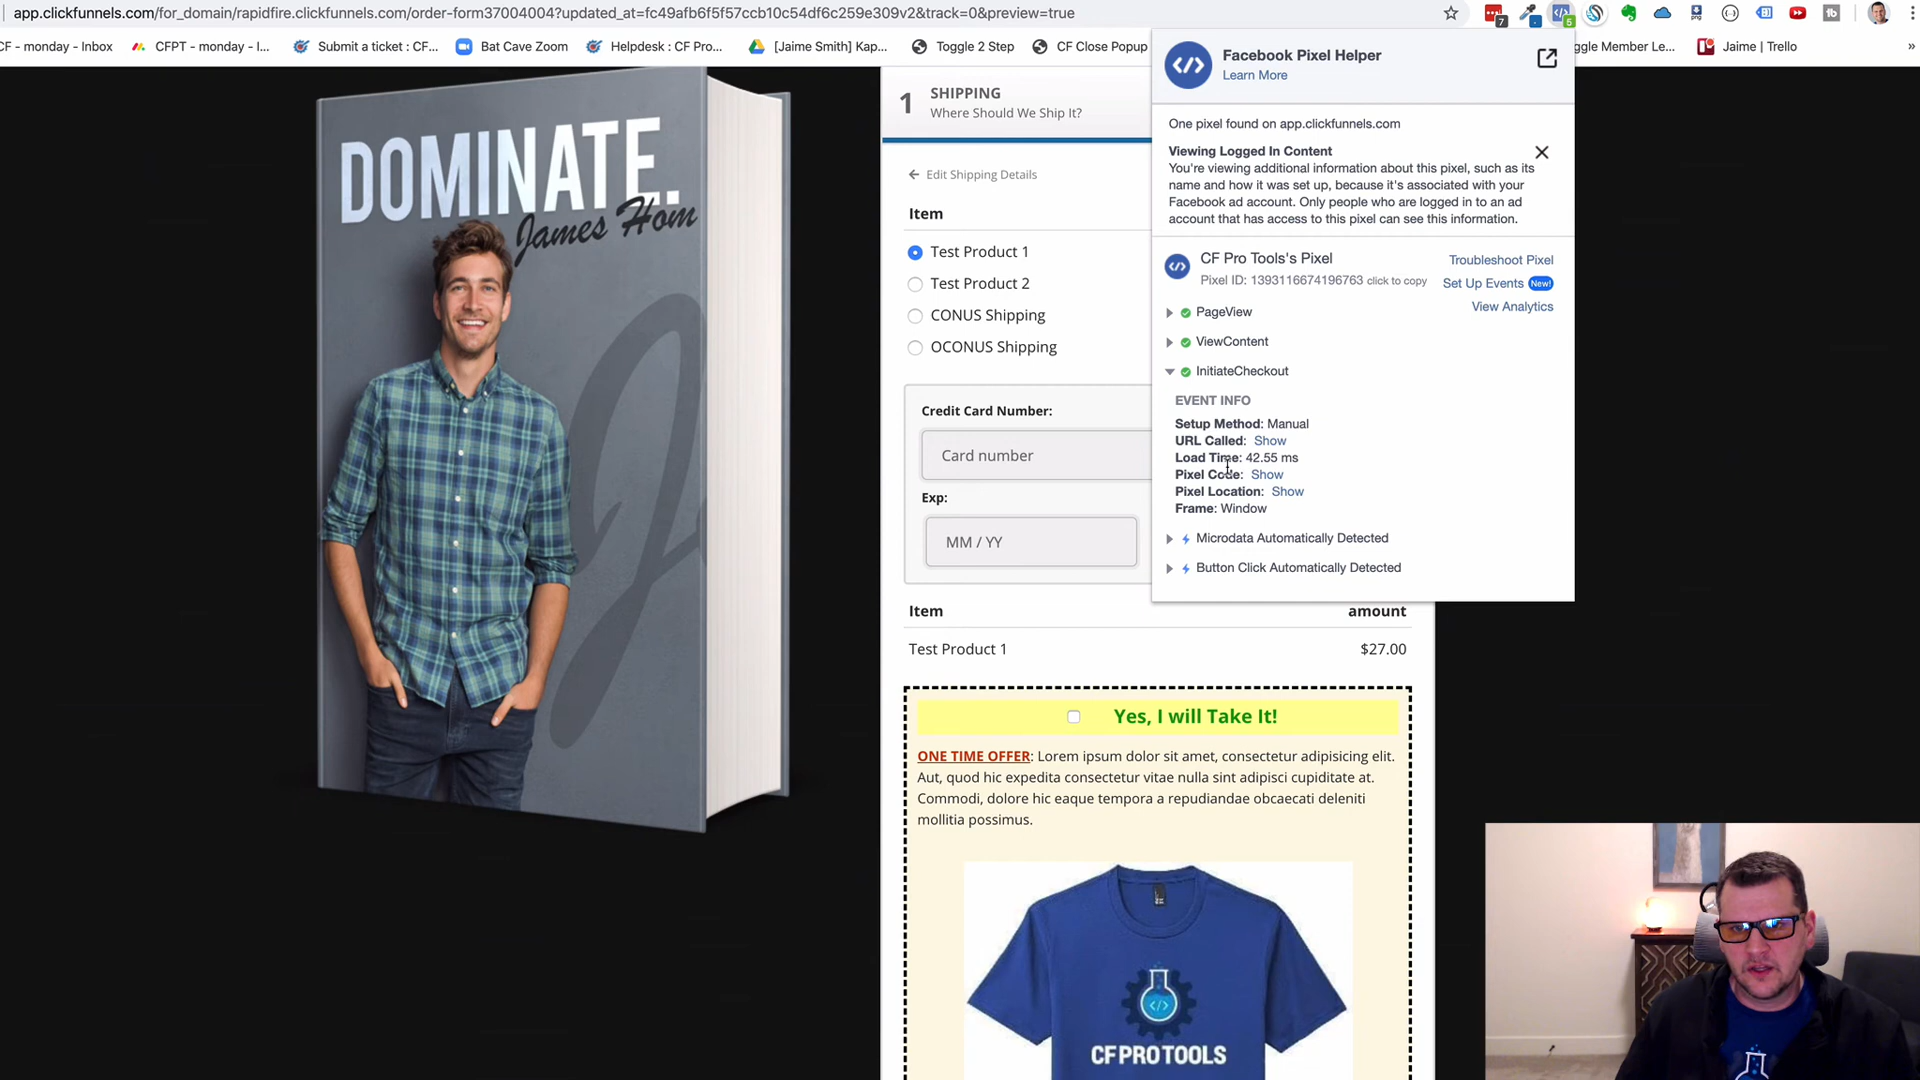 app.clickfunnels.com/for_domain/rapidfire.clickfunnels.com/order-form37004004?updated_at=fc49afb6f5f57ccb10c54df6c259e309v2&track=0&preview=true
7
5
CF - monday - Inbox
CFPT - monday - I...
Submit a ticket : CF...
Bat Cave Zoom
Helpdesk : CF Pro...
[Jaime Smith] Kap...
Toggle 2 Step
CF Close Popup
ggle Member Le...
Jaime | Trello
»
DOMINATE.
James Hom
1
SHIPPING
Where Should We Ship It?
Edit Shipping Details
Item
Test Product 1
Test Product 2
CONUS Shipping
OCONUS Shipping
Credit Card Number:
Card number
Exp:
MM / YY
Item
amount
Test Product 1
$27.00
Yes, I will Take It!
ONE TIME OFFER: Lorem ipsum dolor sit amet, consectetur adipisicing elit.
Aut, quod hic expedita consectetur vitae nulla sint adipisci cupiditate at.
Commodi, dolore hic eaque tempora a repudiandae obcaecati deleniti
mollitia possimus.
</>
CF PRO TOOLS
</>
Facebook Pixel Helper
Learn More
One pixel found on app.clickfunnels.com
Viewing Logged In Content
You're viewing additional information about this pixel, such as its
name and how it was set up, because it's associated with your
Facebook ad account. Only people who are logged in to an ad
account that has access to this pixel can see this information.
</>
CF Pro Tools's Pixel
Pixel ID: 1393116674196763 click to copy
Troubleshoot Pixel
Set Up Events New!
View Analytics
PageView
ViewContent
InitiateCheckout
EVENT INFO
Setup Method: Manual
URL Called: Show
Load Time: 42.55 ms
Pixel Code: Show
Pixel Location: Show
Frame: Window
Microdata Automatically Detected
Button Click Automatically Detected